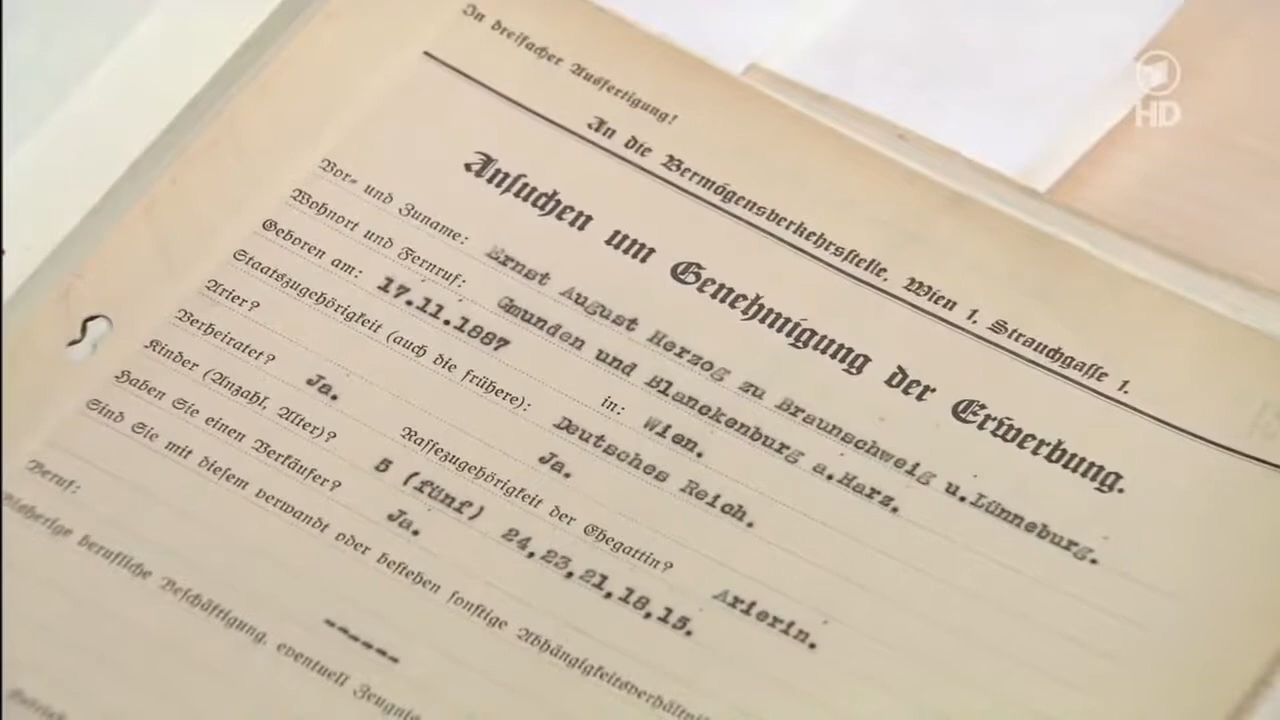 HD
In dreifacher Ausfertigung!
An die Vermögensverkehrsstelle, Wien 1, Strauchgasse 1.
Ansuchen um Genehmigung der Erwerbung.
Vor- und Zuname: Ernst August Herzog zu Braunschweig u.Lünneburg.
Wohnort und Fernruf: Gmunden und Blanckenburg a.Harz.
Geboren am: 17.11.1887 in: Wien.
Staatszugehörigkeit (auch die frühere): Deutsches Reich.
Arier? Ja.
Verheiratet? Ja. Rassezugehörigkeit der Ehegattin? Arierin.
Kinder (Anzahl, Alter)? 5 (fünf) 24,23,21,18,15.
Haben Sie einen Verkäufer? Ja.
Sind Sie mit diesem verwandt oder bestehen sonstige
Beruf: -----
Bisherige berufliche Beschäftigung, eventuell